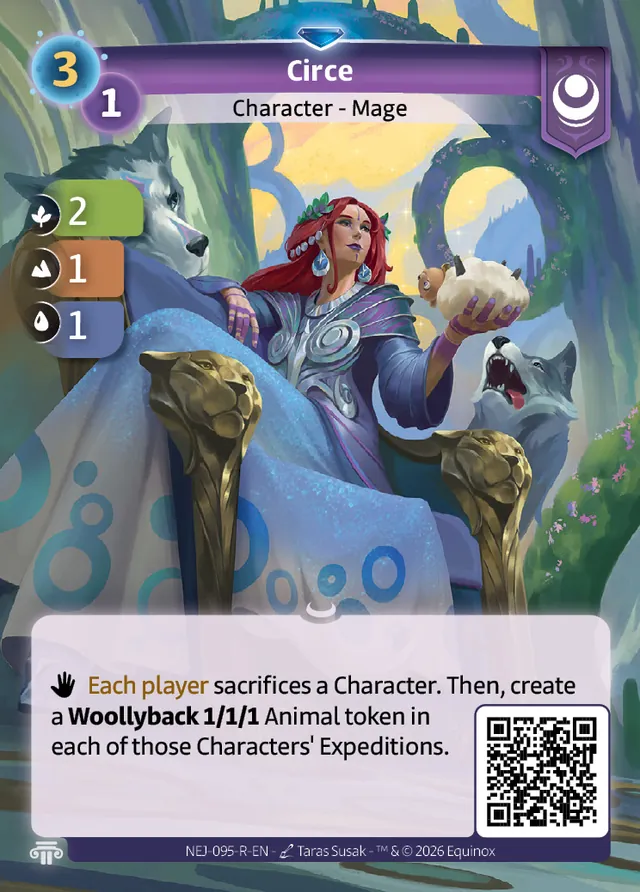 3
Circe
1
Character - Mage
2
1
1
Each player sacrifices a Character. Then, create
a Woollyback 1/1/1 Animal token in
each of those Characters' Expeditions.
NEJ-095-R-EN - Taras Susak - ™ & © 2026 Equinox